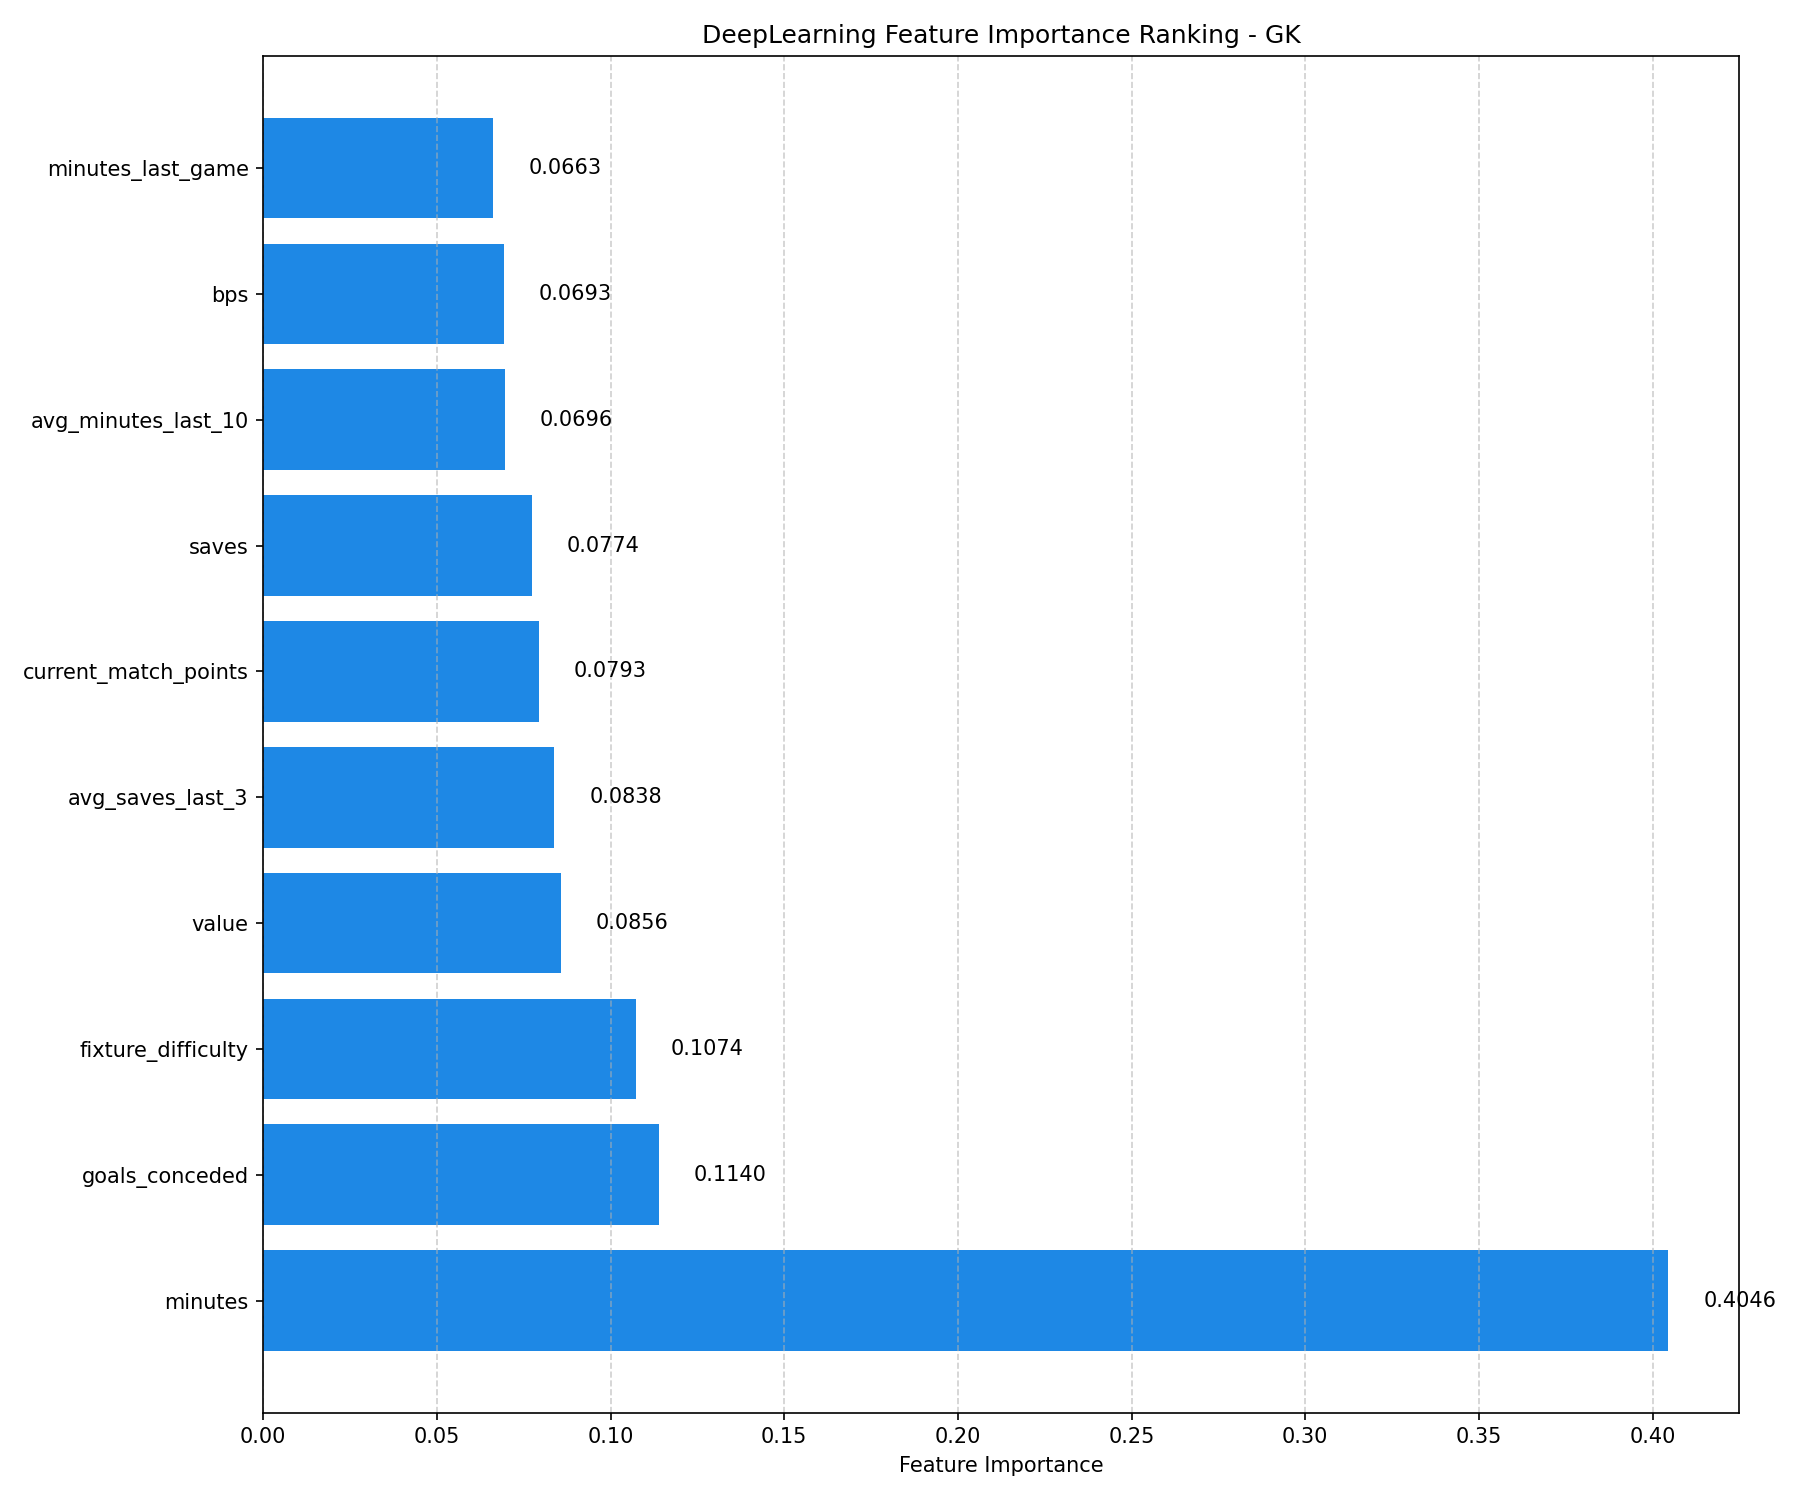 DeepLearning Feature Importance Ranking - GK
minutes_last_game 0.0663
bps 0.0693
avg_minutes_last_10 0.0696
saves 0.0774
current_match_points 0.0793
avg_saves_last_3 0.0838
value 0.0856
fixture_difficulty 0.1074
goals_conceded 0.1140
minutes 0.4046
0.00 0.05 0.10 0.15 0.20 0.25 0.30 0.35 0.40
Feature Importance